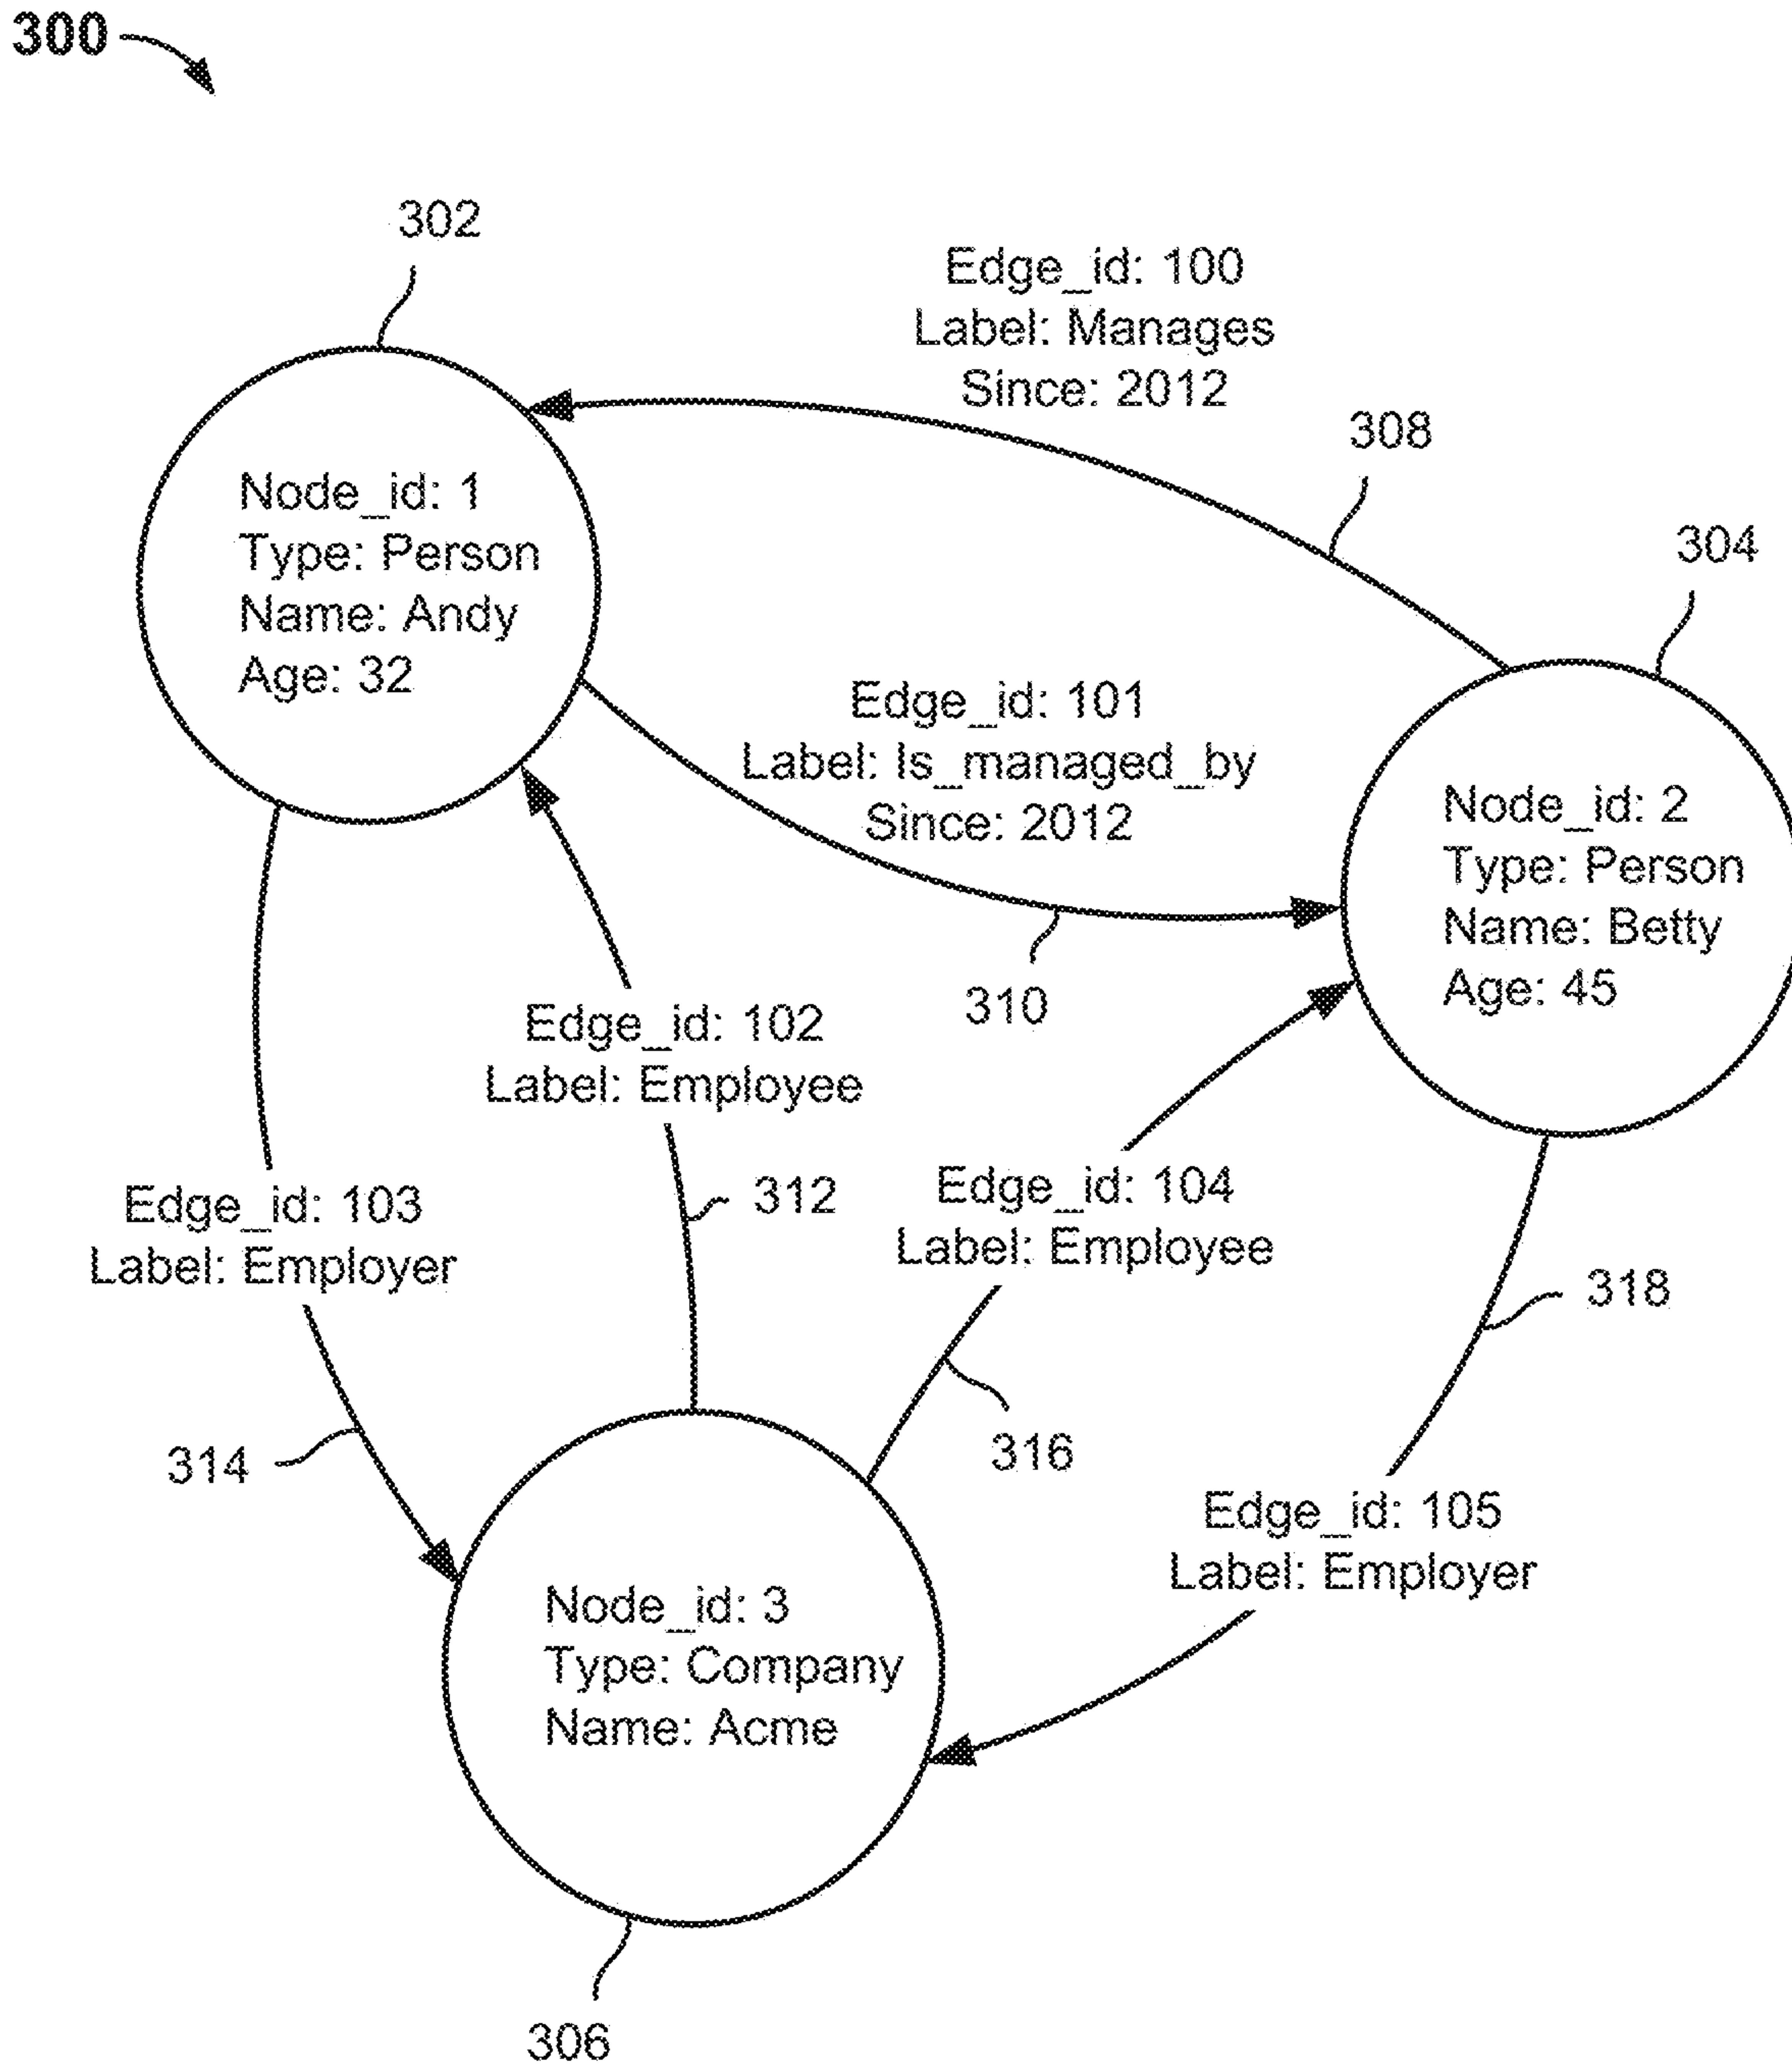 300
302
Edge_id: 100
Label: Manages
Since: 2012
308
304
Node_id: 1
Type: Person
Name: Andy
Age: 32
Edge_id: 101
Label: Is_managed_by
Since: 2012
310
Node_id: 2
Type: Person
Name: Betty
Age: 45
Edge_id: 102
Label: Employee
312
Edge_id: 103
Label: Employer
314
Edge_id: 104
Label: Employee
316
318
Edge_id: 105
Label: Employer
Node_id: 3
Type: Company
Name: Acme
306